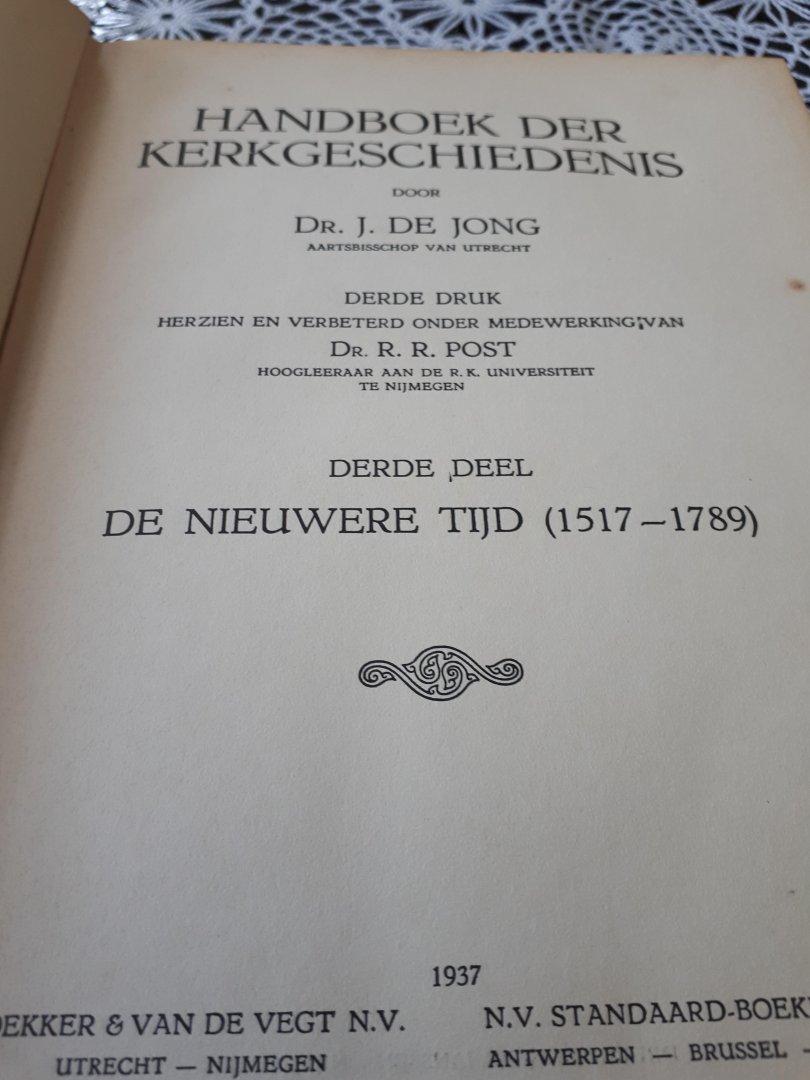 HANDBOEK DER
KERKGESCHIEDENIS
DOOR
DR. J. DE JONG
AARTSBISSCHOP VAN UTRECHT
DERDE DRUK
HERZIEN EN VERBETERD ONDER MEDEWERKING VAN
DR. R. R. POST
HOOGLEERAAR AAN DE R. K. UNIVERSITEIT
TE NIJMEGEN
DERDE DEEL
DE NIEUWERE TIJD (1517–1789)
1937
EKKER & VAN DE VEGT N.V. N.V. STANDAARD-BOEK
UTRECHT — NIJMEGEN ANTWERPEN — BRUSSEL —